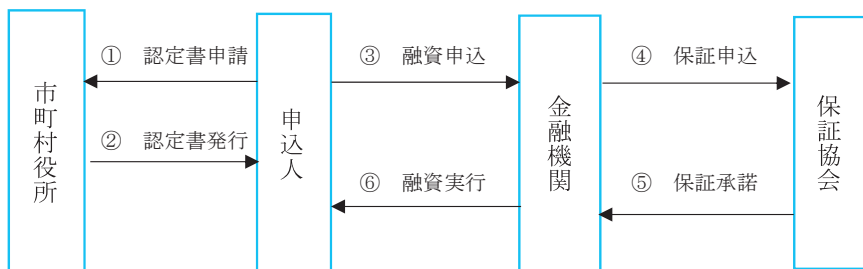 ① 認定書申請
③ 融資申込
④ 保証申込
市町村役所
申込人
金融機関
保証協会
② 認定書発行
⑥ 融資実行
⑤ 保証承諾